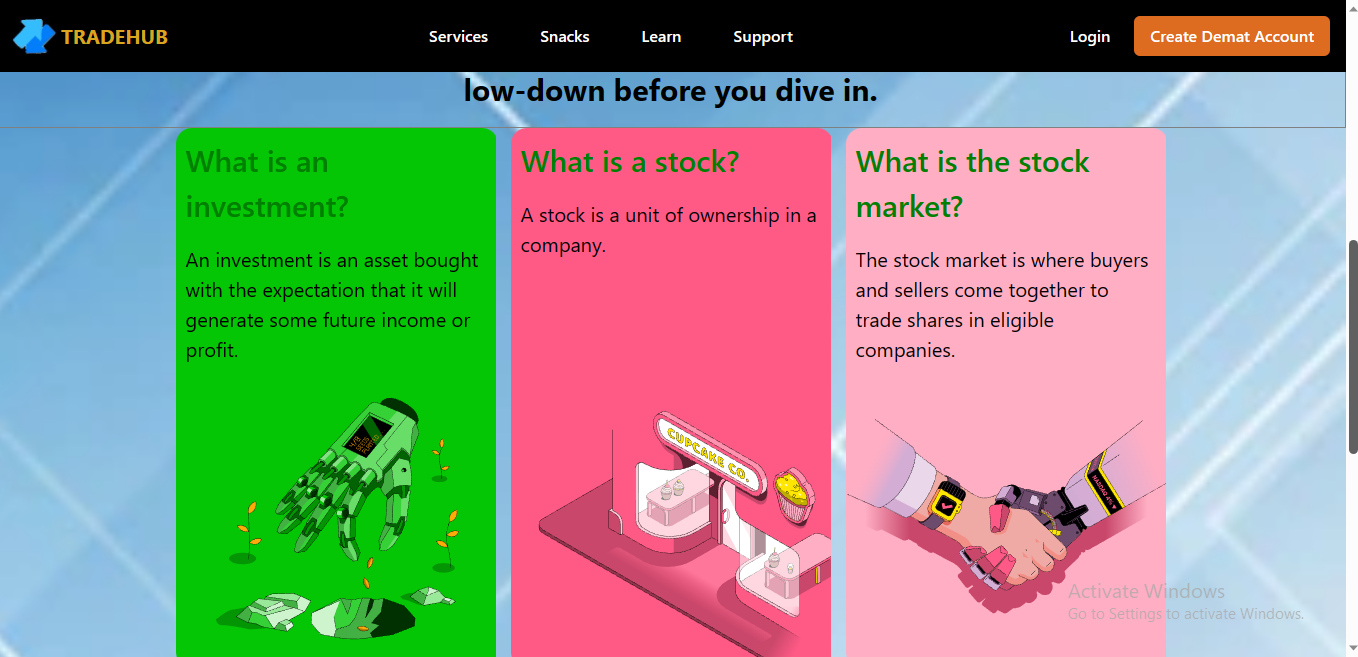 TRADEHUB
Services
Snacks
Learn
Support
Login
Create Demat Account
low-down before you dive in.
What is an
investment?
An investment is an asset bought
with the expectation that it will
generate some future income or
profit.
What is a stock?
A stock is a unit of ownership in a
company.
CUPCAKE CO.
What is the stock
market?
The stock market is where buyers
and sellers come together to
trade shares in eligible
companies.
Activate Windows
Go to Settings to activate Windows.